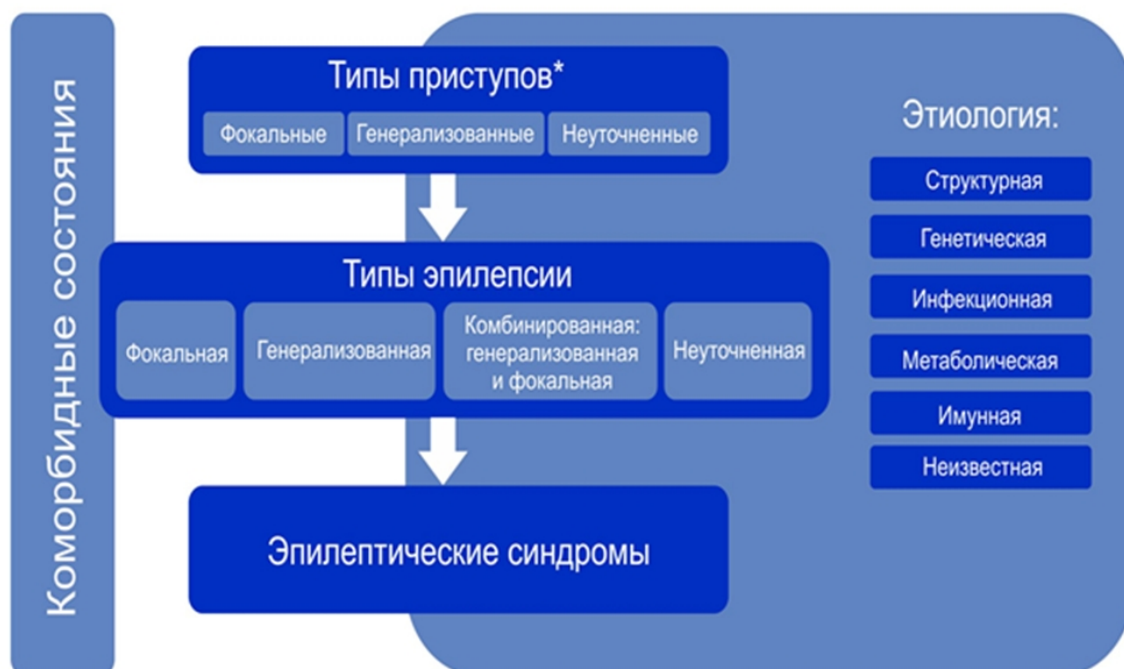 Коморбидные состояния
Типы приступов*
Фокальные
Генерализованные
Неуточненные
Типы эпилепсии
Фокальная
Генерализованная
Комбинированная:
генерализованная
и фокальная
Неуточненная
Эпилептические синдромы
Этиология:
Структурная
Генетическая
Инфекционная
Метаболическая
Имунная
Неизвестная